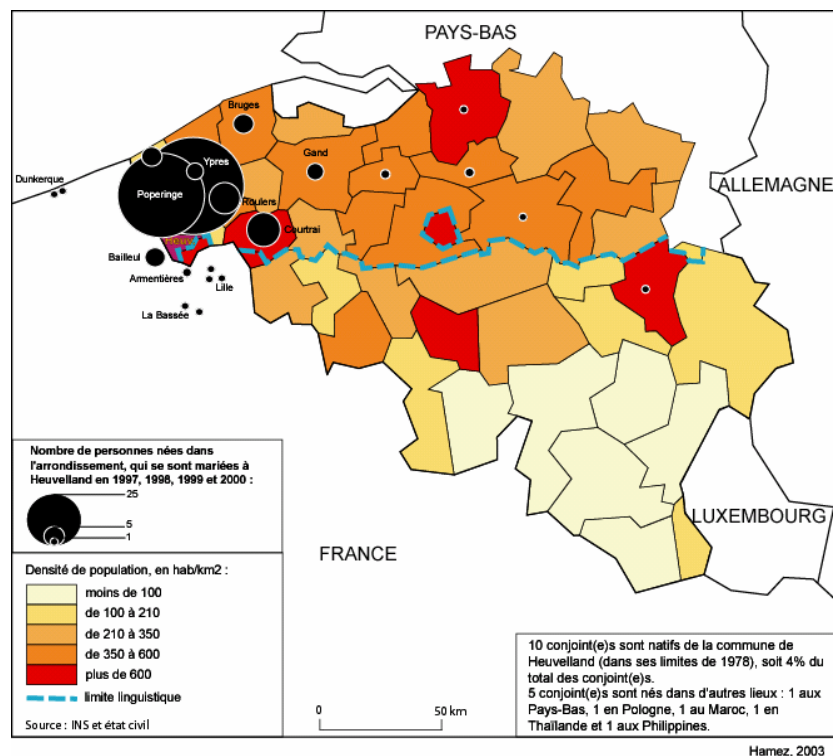 PAYS-BAS
Bruges
Dunkerque
Ypres
Gand
Poperinge
Roulers
ALLEMAGNE
Courtrai
Bailleul
Armentières
Lille
La Bassée
Nombre de personnes nées dans
l'arrondissement, qui se sont mariées à
Heuvelland en 1997, 1998, 1999 et 2000 :
25
5
1
LUXEMBOURG
FRANCE
Densité de population, en hab/km2 :
moins de 100
de 100 à 210
de 210 à 350
de 350 à 600
plus de 600
limite linguistique
Source : INS et état civil
0
50 km
10 conjoint(e)s sont natifs de la commune de
Heuvelland (dans ses limites de 1978), soit 4% du
total des conjoint(e)s.
5 conjoint(e)s sont nés dans d'autres lieux : 1 aux
Pays-Bas, 1 en Pologne, 1 au Maroc, 1 en
Thaïlande et 1 aux Philippines.
Hamez, 2003